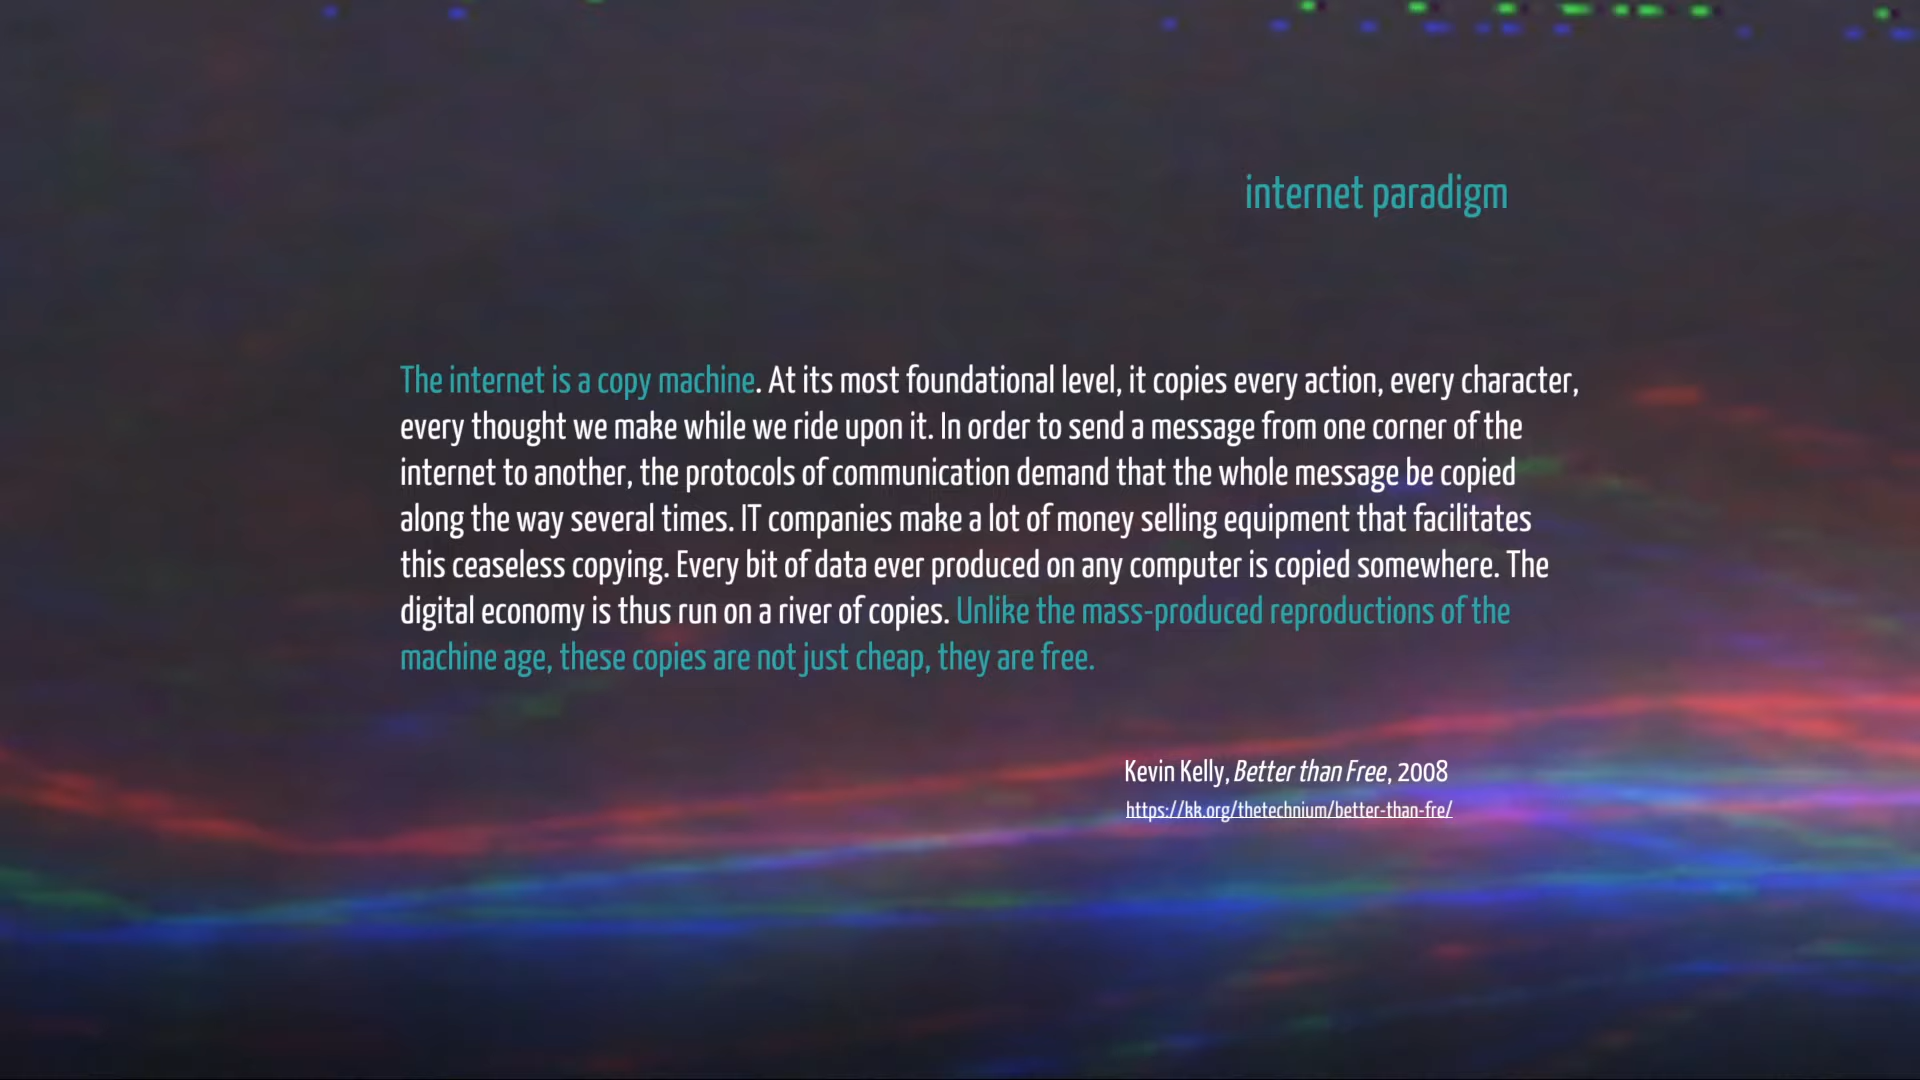 internet paradigm
The internet is a copy machine. At its most foundational level, it copies every action, every character,
every thought we make while we ride upon it. In order to send a message from one corner of the
internet to another, the protocols of communication demand that the whole message be copied
along the way several times. IT companies make a lot of money selling equipment that facilitates
this ceaseless copying. Every bit of data ever produced on any computer is copied somewhere. The
digital economy is thus run on a river of copies. Unlike the mass-produced reproductions of the
machine age, these copies are not just cheap, they are free.
Kevin Kelly, Better than Free, 2008
https://kk.org/thetechnium/better-than-fre/